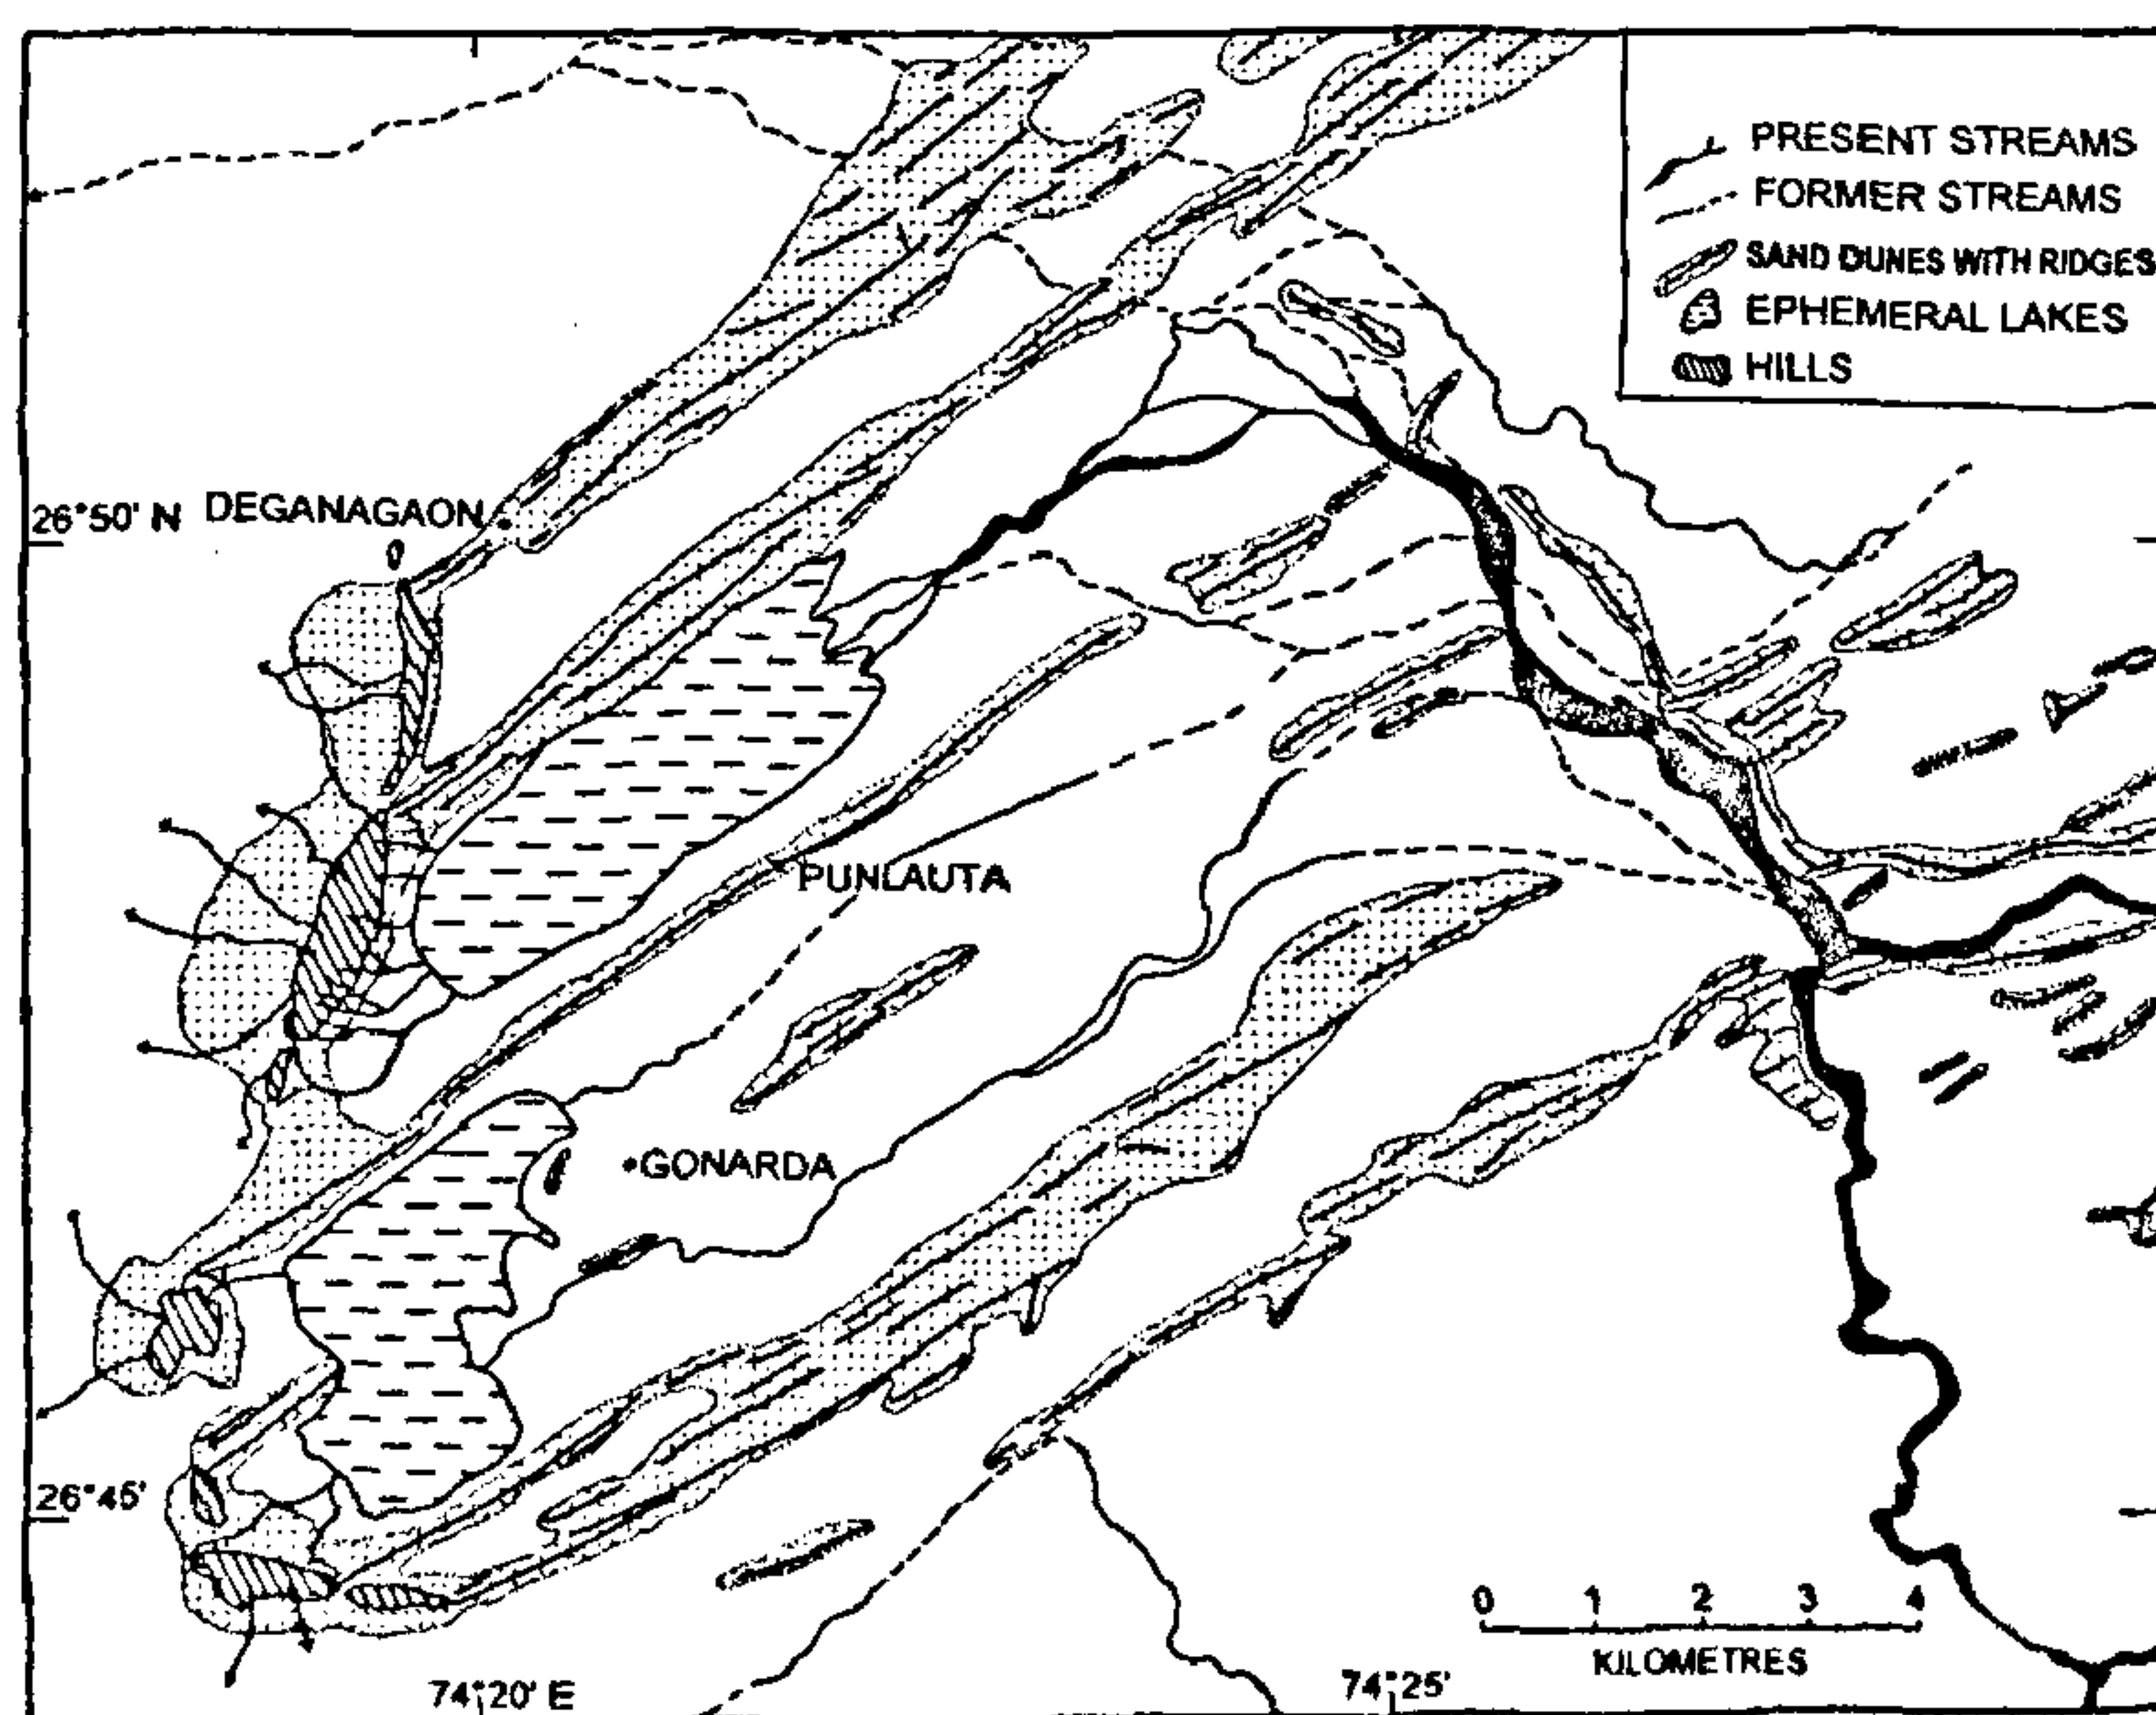 PRESENT STREAMS
FORMER STREAMS
SAND DUNES WITH RIDGES
EPHEMERAL LAKES
HILLS
26°50' N DEGANAGAON
PUNLAUTA
GONARDA
26°45'
0 1 2 3 4
KILOMETRES
74°20' E 74°25'